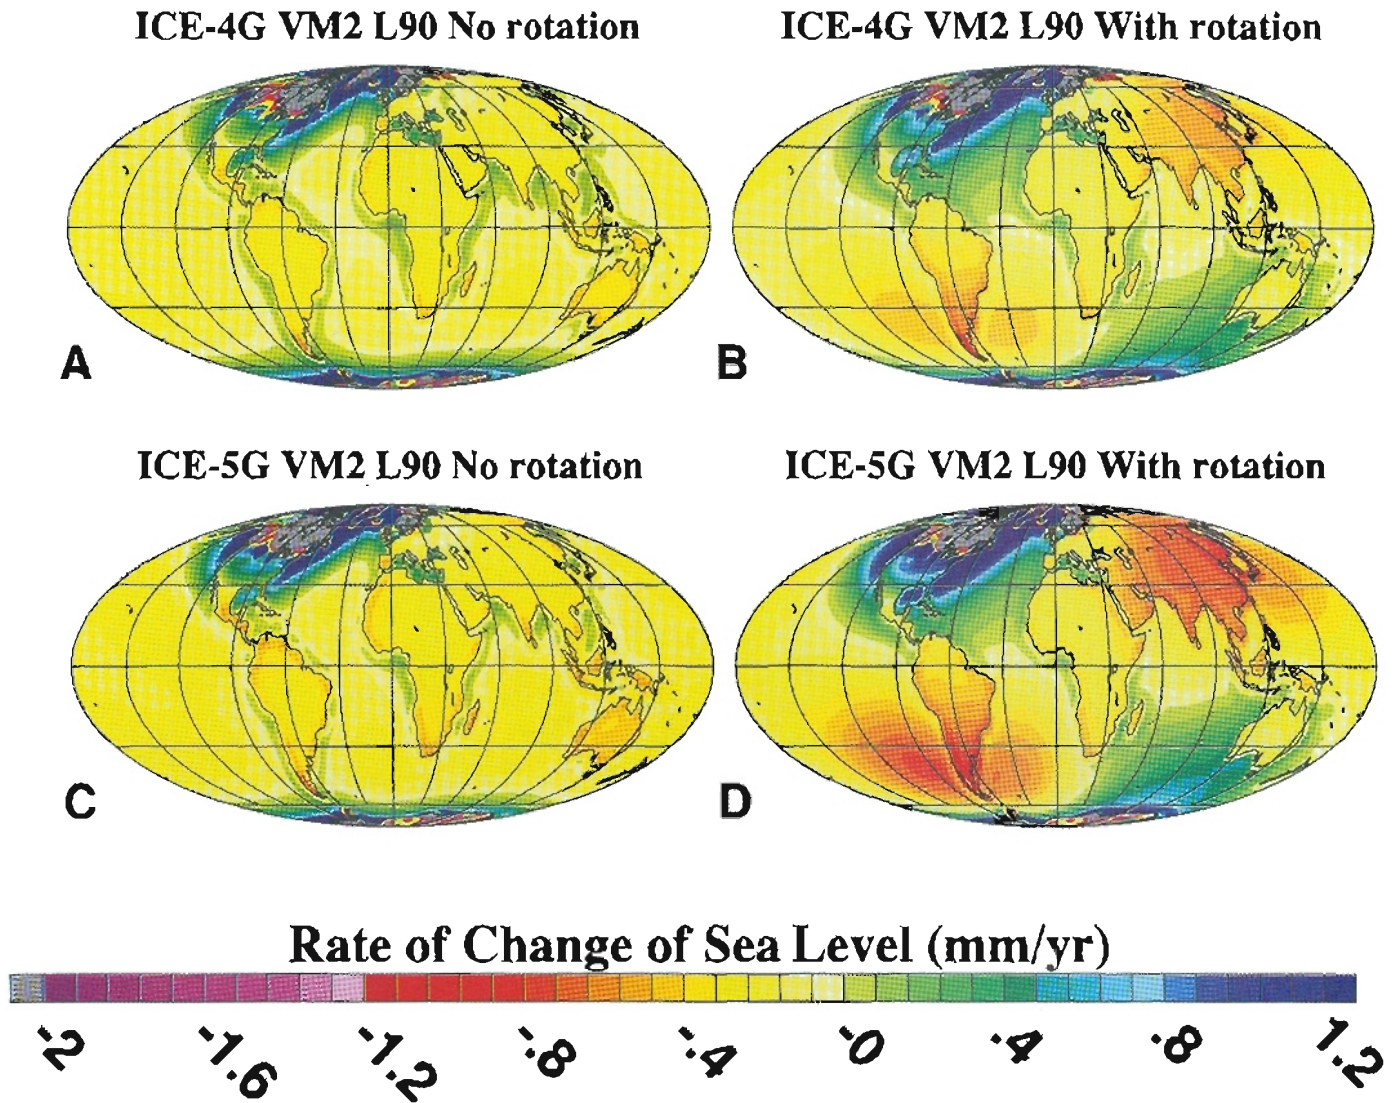 ICE-4G VM2 L90 No rotation
ICE-4G VM2 L90 With rotation
A
B
ICE-5G VM2 L90 No rotation
ICE-5G VM2 L90 With rotation
C
D
Rate of Change of Sea Level (mm/yr)
-2 -1.6 -1.2 -.8 -.4 -0 .4 .8 1.2